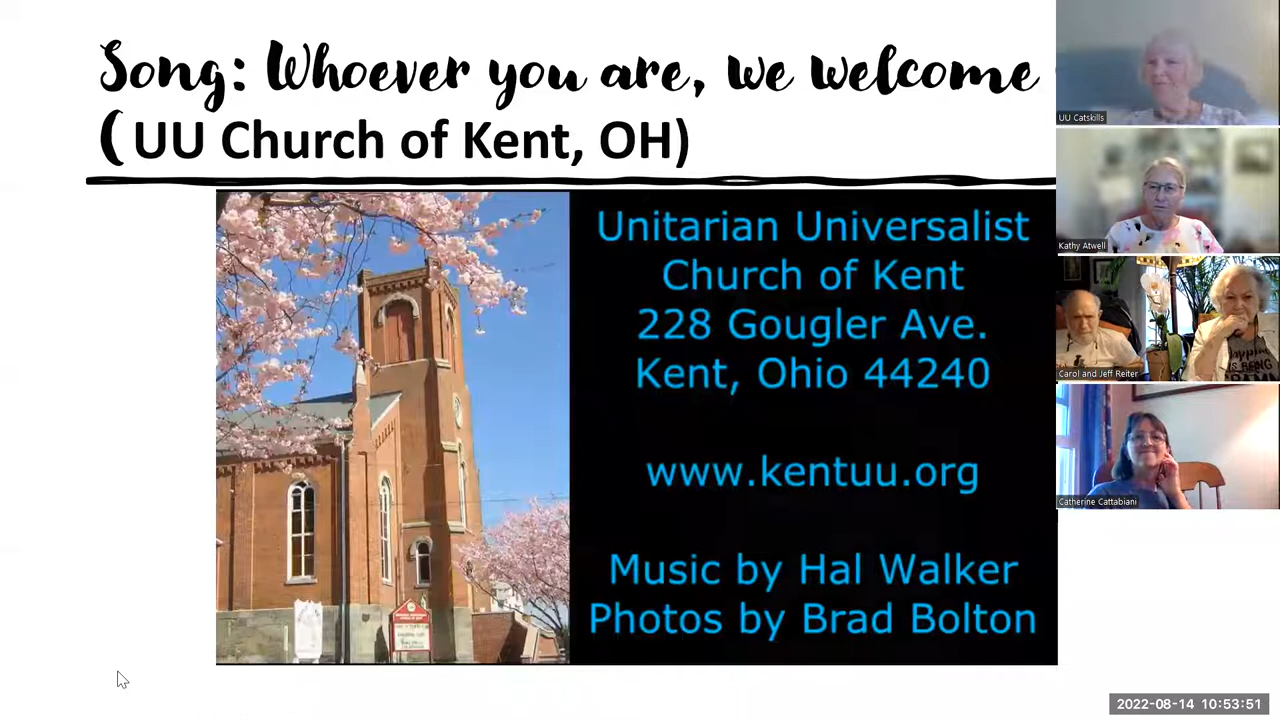 Song: Whoever you are, we welcome
(UU Church of Kent, OH)
Unitarian Universalist
Church of Kent
228 Gougler Ave.
Kent, Ohio 44240
www.kentuu.org
Music by Hal Walker
Photos by Brad Bolton
UU Catskills
Kathy Atwell
Carol and Jeff Reiter
IS BEING
Catherine Cattabiani
2022-08-14 10:53:51